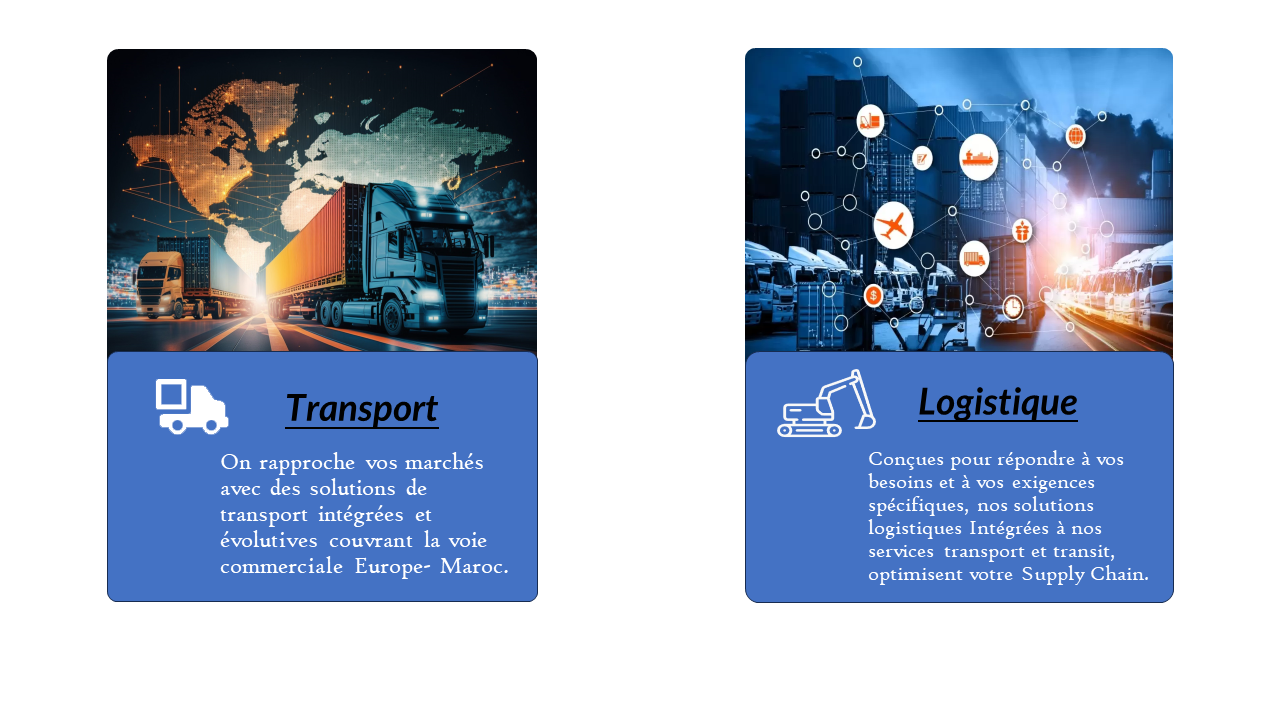 Transport
On rapproche vos marchés
avec des solutions de
transport intégrées et
évolutives couvrant la voie
commerciale Europe- Maroc.
$
Logistique
Conçues pour répondre à vos
besoins et à vos exigences
spécifiques, nos solutions
logistiques Intégrées à nos
services transport et transit,
optimisent votre Supply Chain.